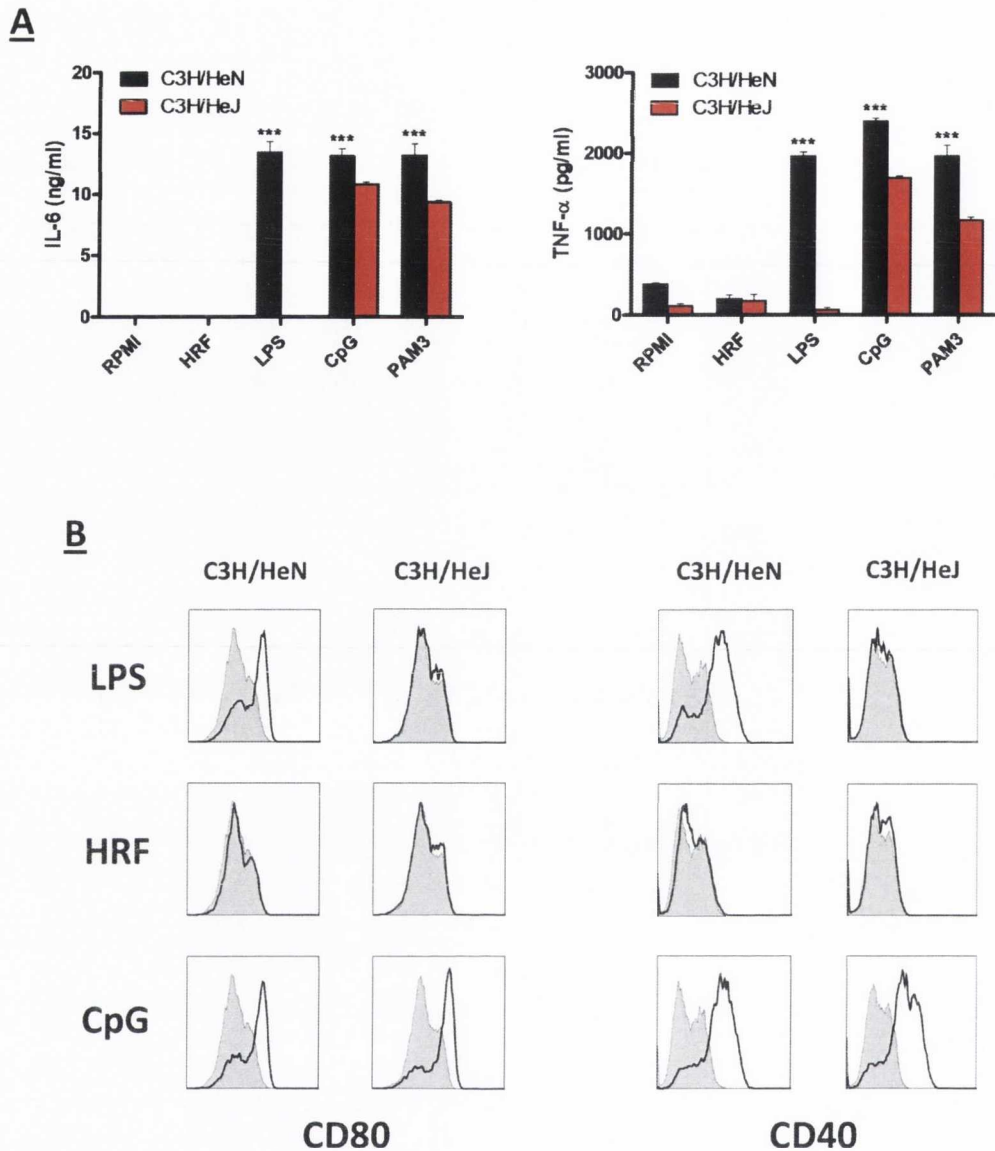 A
C3H/HeN
C3H/HeJ
IL-6 (ng/ml)
20
15
10
5
0
***
***
***
RPMI
HRF
LPS
CpG
PAM3
C3H/HeN
C3H/HeJ
TNF-α (pg/ml)
3000
2000
1000
0
***
***
***
RPMI
HRF
LPS
CpG
PAM3
B
C3H/HeN
C3H/HeJ
C3H/HeN
C3H/HeJ
LPS
HRF
CpG
CD80
CD40